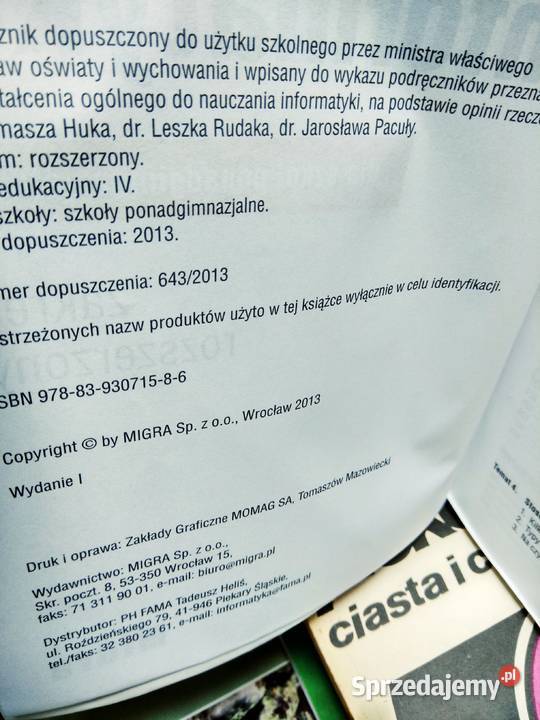 znik dopuszczony do użytku szkolnego przez ministra właściwego
aw oświaty i wychowania i wpisany do wykazu podręczników przezna
tałcenia ogólnego do nauczania informatyki, na podstawie opinii rzeczo
masza Huka, dr. Leszka Rudaka, dr. Jarosława Pacuły.
m: rozszerzony.
edukacyjny: IV.
szkoły: szkoły ponadgimnazjalne.
dopuszczenia: 2013.
mer dopuszczenia: 643/2013
strzeżonych nazw produktów użyto w tej książce wyłącznie w celu identyfikacji.
SBN 978-83-930715-8-6
Copyright © by MIGRA Sp. z o.o., Wrocław 2013
Wydanie I
Druk i oprawa: Zakłady Graficzne MOMAG SA, Tomaszów Mazowiecki
Wydawnictwo: MIGRA Sp. z o.o.,
Skr. poczt. 8, 53-350 Wrocław 15,
faks: 71 311 90 01, e-mail: biuro@migra.pl
Dystrybutor: PH FAMA Tadeusz Heliś,
ul. Roździeńskiego 79, 41-946 Piekary Śląskie,
tel./faks: 32 380 23 61, e-mail: informatyka@fama.pl
Temat 4.
ciasta i c
Sprzedajemy.pl